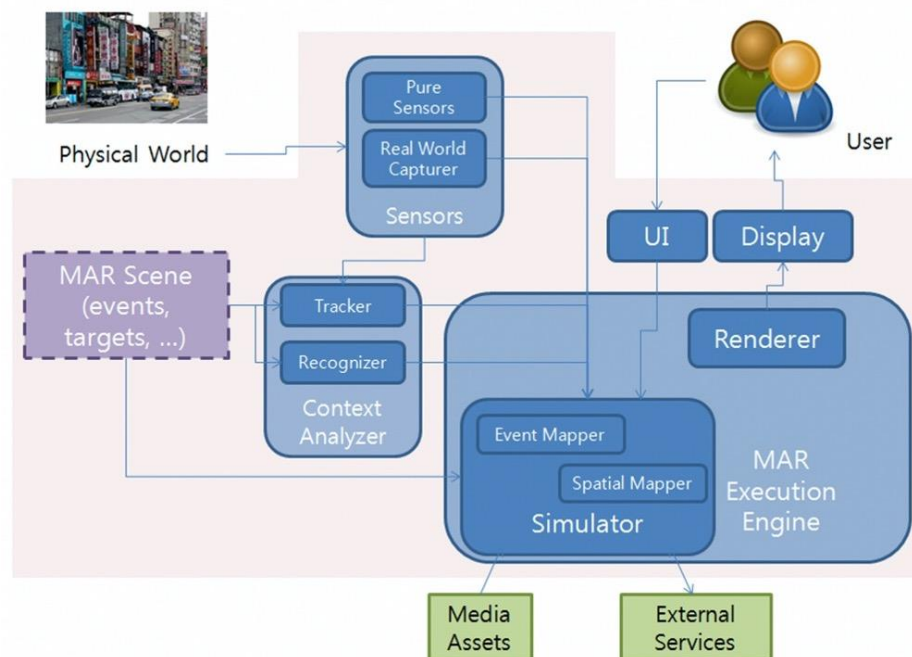 Physical World
Pure
Sensors
Real World
Capturer
Sensors
User
UI
Display
MAR Scene
(events,
targets, ...)
Tracker
Recognizer
Context
Analyzer
Renderer
Event Mapper
Spatial Mapper
Simulator
MAR
Execution
Engine
Media
Assets
External
Services